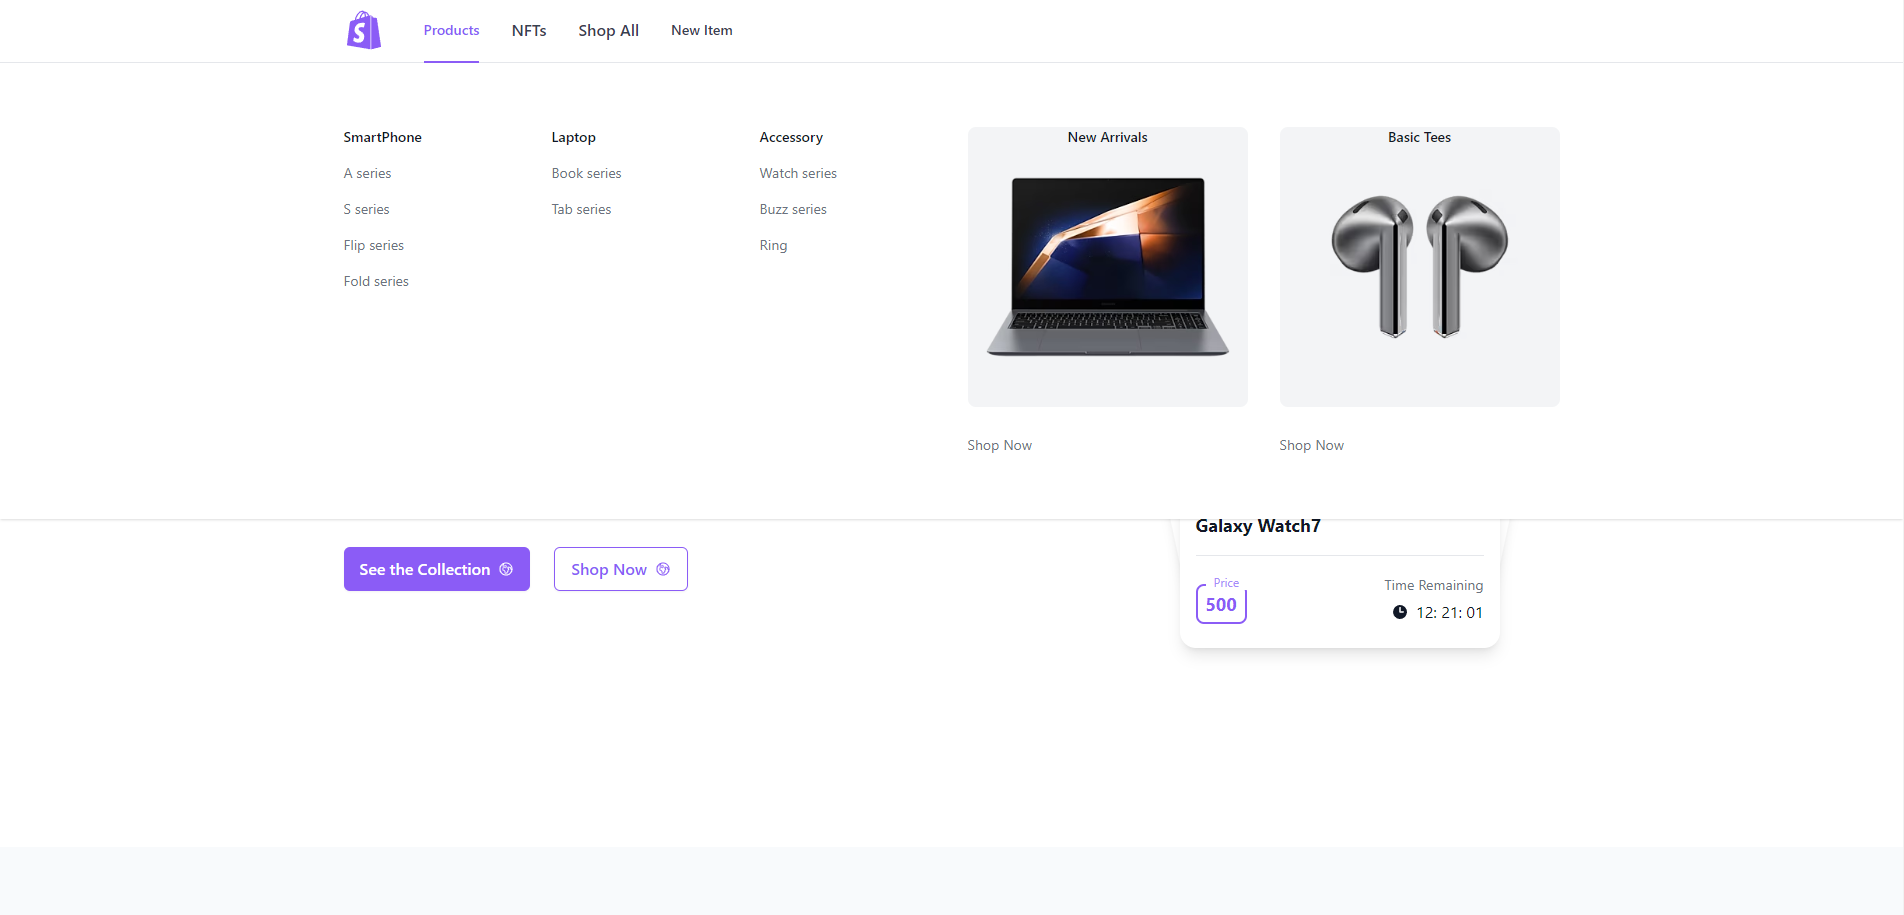 S
Products
NFTs
Shop All
New Item
SmartPhone
A series
S series
Flip series
Fold series
Laptop
Book series
Tab series
Accessory
Watch series
Buzz series
Ring
New Arrivals
Shop Now
Basic Tees
Shop Now
See the Collection
Shop Now
Galaxy Watch7
Price
500
Time Remaining
12: 21: 01